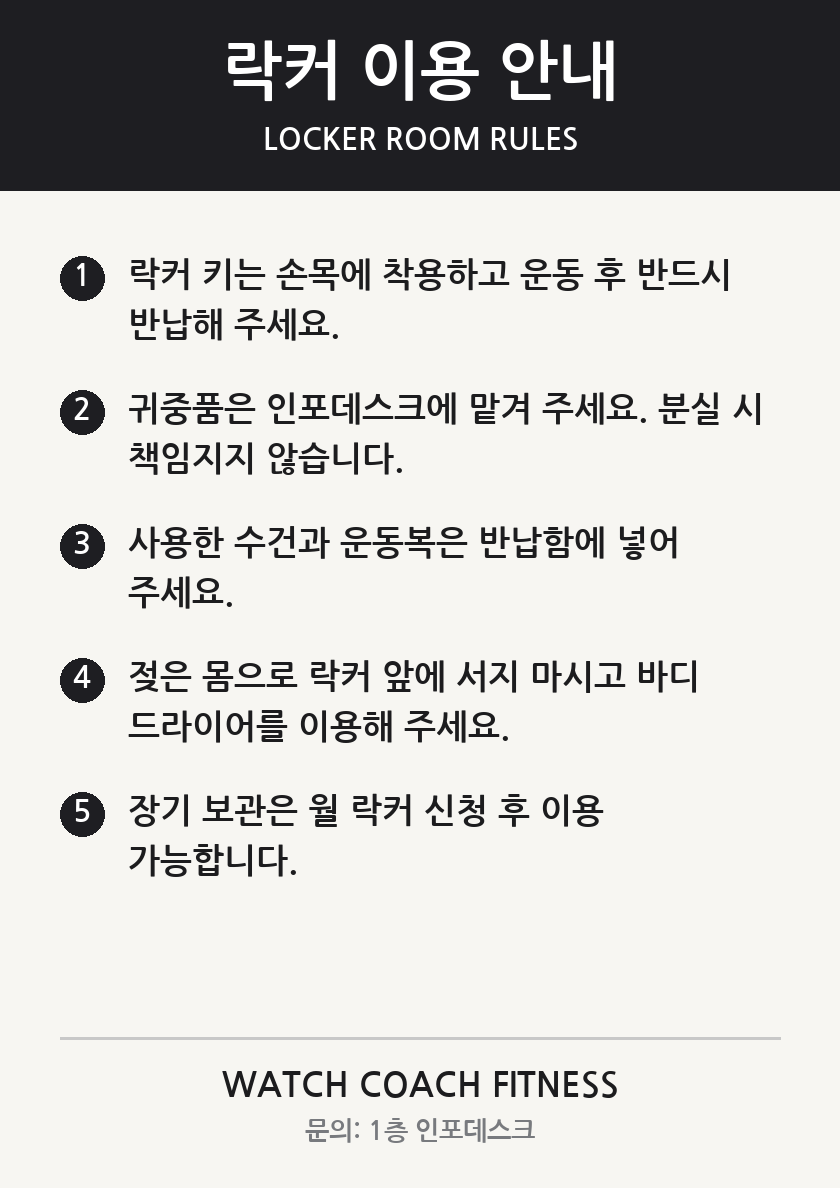 락커 이용 안내
LOCKER ROOM RULES
1 락커 키는 손목에 착용하고 운동 후 반드시
반납해 주세요.
2 귀중품은 인포데스크에 맡겨 주세요. 분실 시
책임지지 않습니다.
3 사용한 수건과 운동복은 반납함에 넣어
주세요.
4 젖은 몸으로 락커 앞에 서지 마시고 바디
드라이어를 이용해 주세요.
5 장기 보관은 월 락커 신청 후 이용
가능합니다.
WATCH COACH FITNESS
문의: 1층 인포데스크